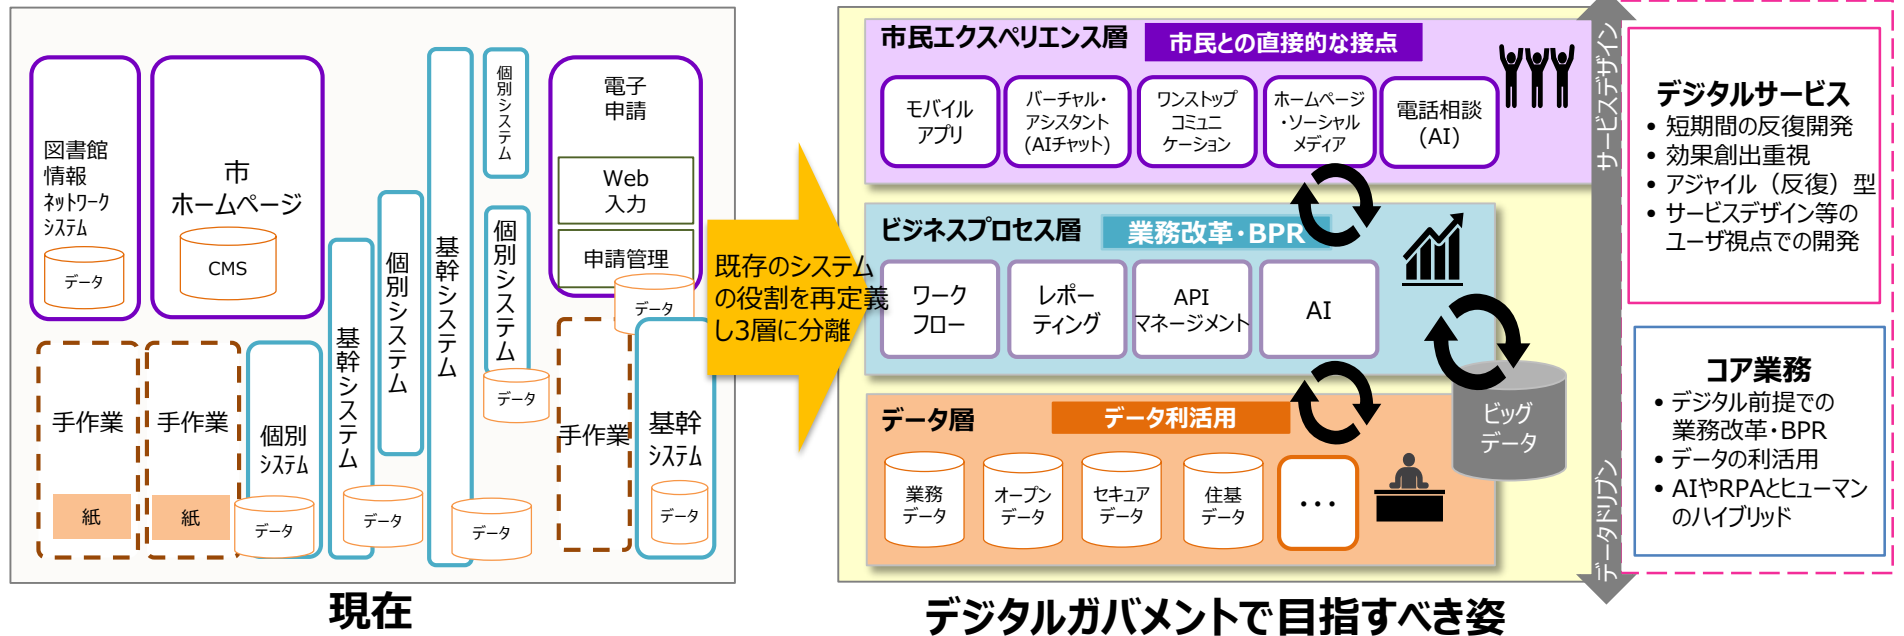 図書館
情報
ネットワーク
システム
データ
市
ホームページ
CMS
手作業
紙
手作業
紙
個別
システム
データ
基幹システム
データ
個別システム
基幹システム
データ
個別システム
個別システム
データ
電子
申請
Web
入力
申請管理
データ
手作業
基幹
システム
データ
現在
既存のシステム
の役割を再定義
し3層に分離
市民エクスペリエンス層
市民との直接的な接点
モバイル
アプリ
バーチャル・
アシスタント
(AIチャット)
ワンストップ
コミュニ
ケーション
ホームページ
・ソーシャル
メディア
電話相談
(AI)
ビジネスプロセス層
業務改革・BPR
ワーク
フロー
レポー
ティング
API
マネージメント
AI
データ層
データ利活用
業務
データ
オープン
データ
セキュア
データ
住基
データ
・・・
ビッグ
データ
サービスデザイン
データドリブン
デジタルガバメントで目指すべき姿
デジタルサービス
• 短期間の反復開発
• 効果創出重視
• アジャイル（反復）型
• サービスデザイン等の
ユーザ視点での開発
コア業務
• デジタル前提での
業務改革・BPR
• データの利活用
• AIやRPAとヒューマン
のハイブリッド